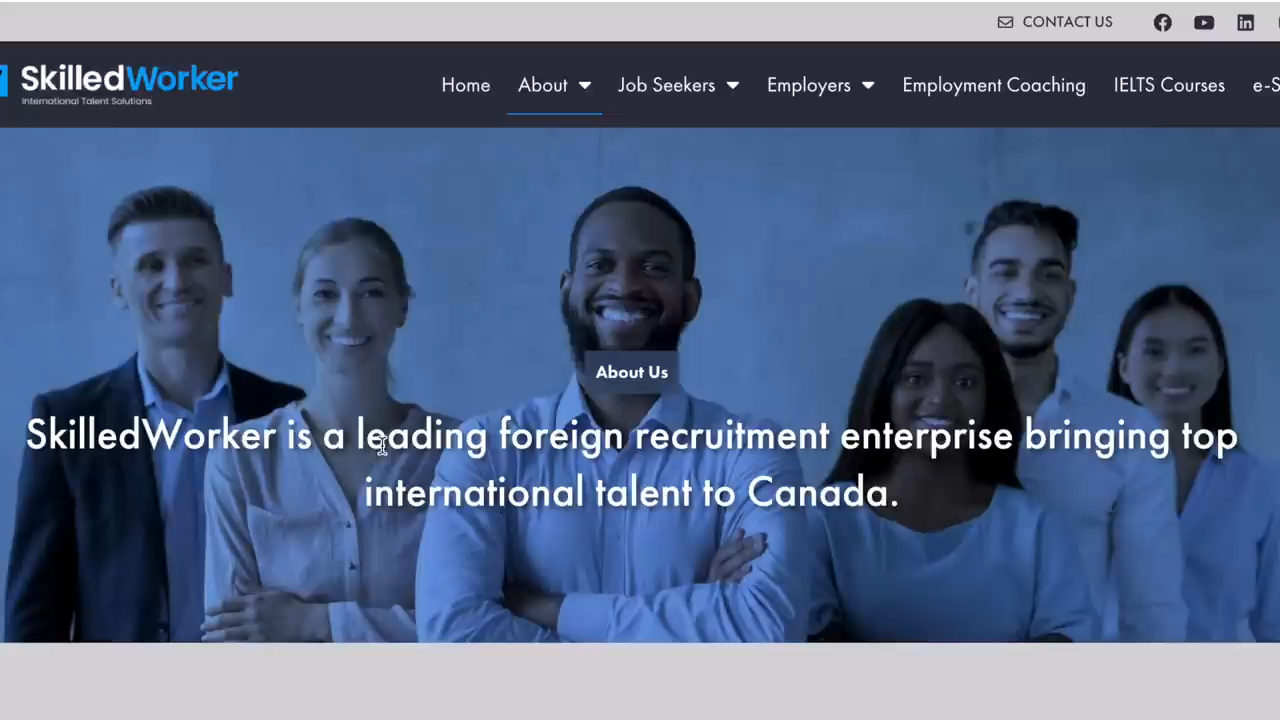 CONTACT US
SkilledWorker
International Talent Solutions
Home About Job Seekers Employers Employment Coaching IELTS Courses e-S
About Us
SkilledWorker is a leading foreign recruitment enterprise bringing top
international talent to Canada.